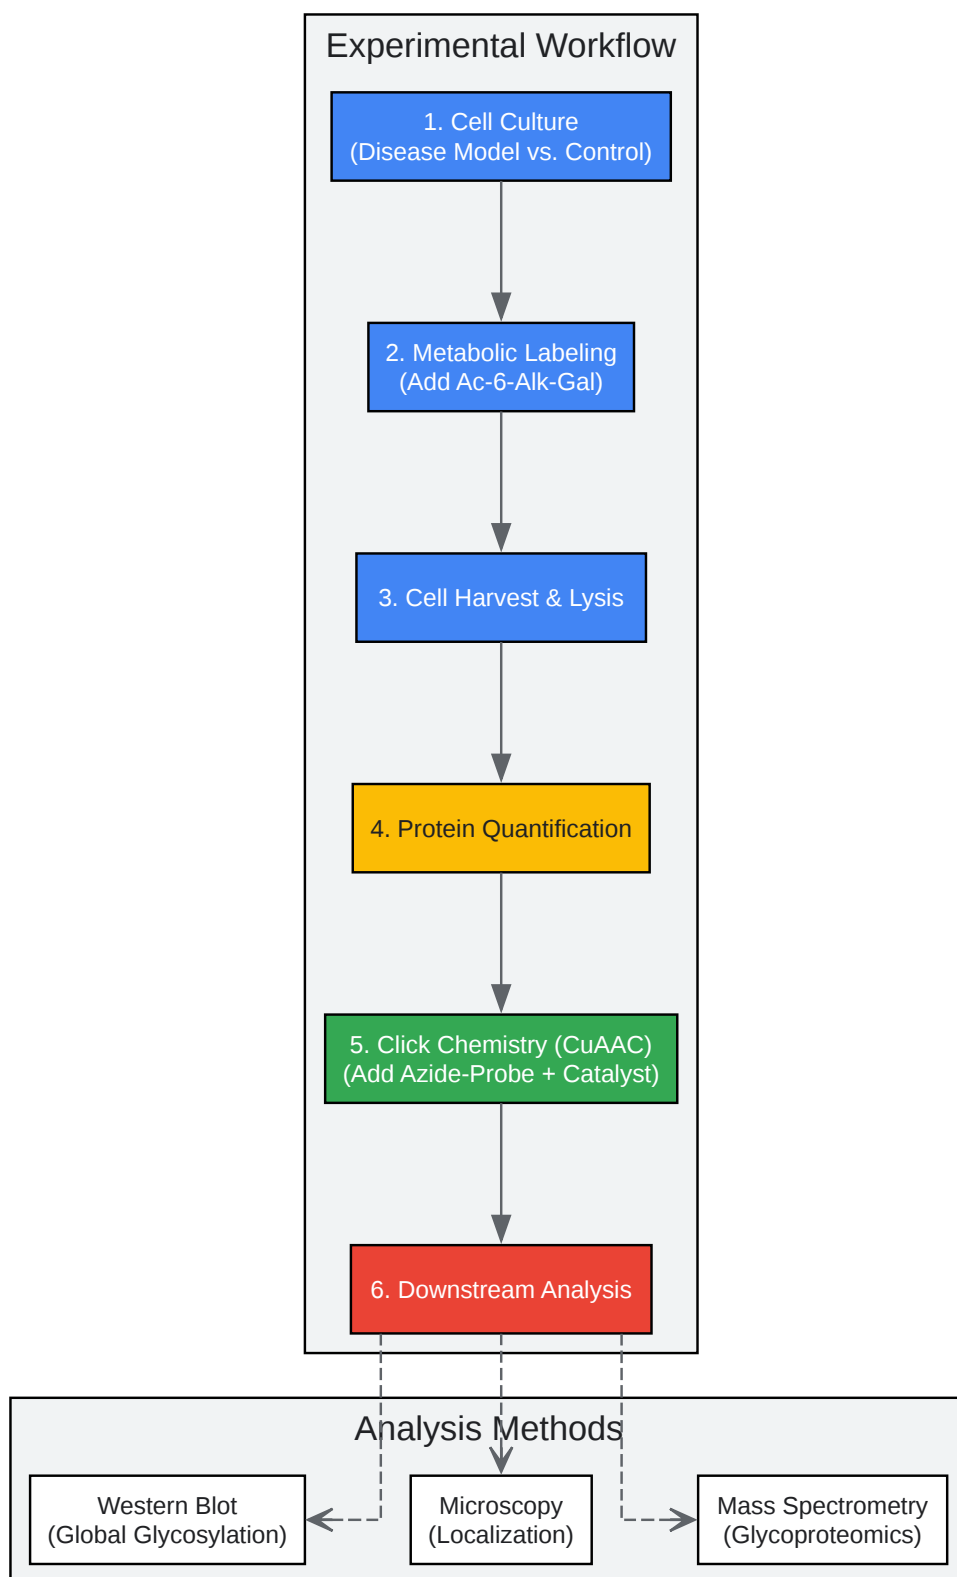 Experimental Workflow
1. Cell Culture
(Disease Model vs. Control)
2. Metabolic Labeling
(Add Ac-6-Alk-Gal)
3. Cell Harvest & Lysis
4. Protein Quantification
5. Click Chemistry (CuAAC)
(Add Azide-Probe + Catalyst)
6. Downstream Analysis
Analysis Methods
Western Blot
(Global Glycosylation)
Microscopy
(Localization)
Mass Spectrometry
(Glycoproteomics)